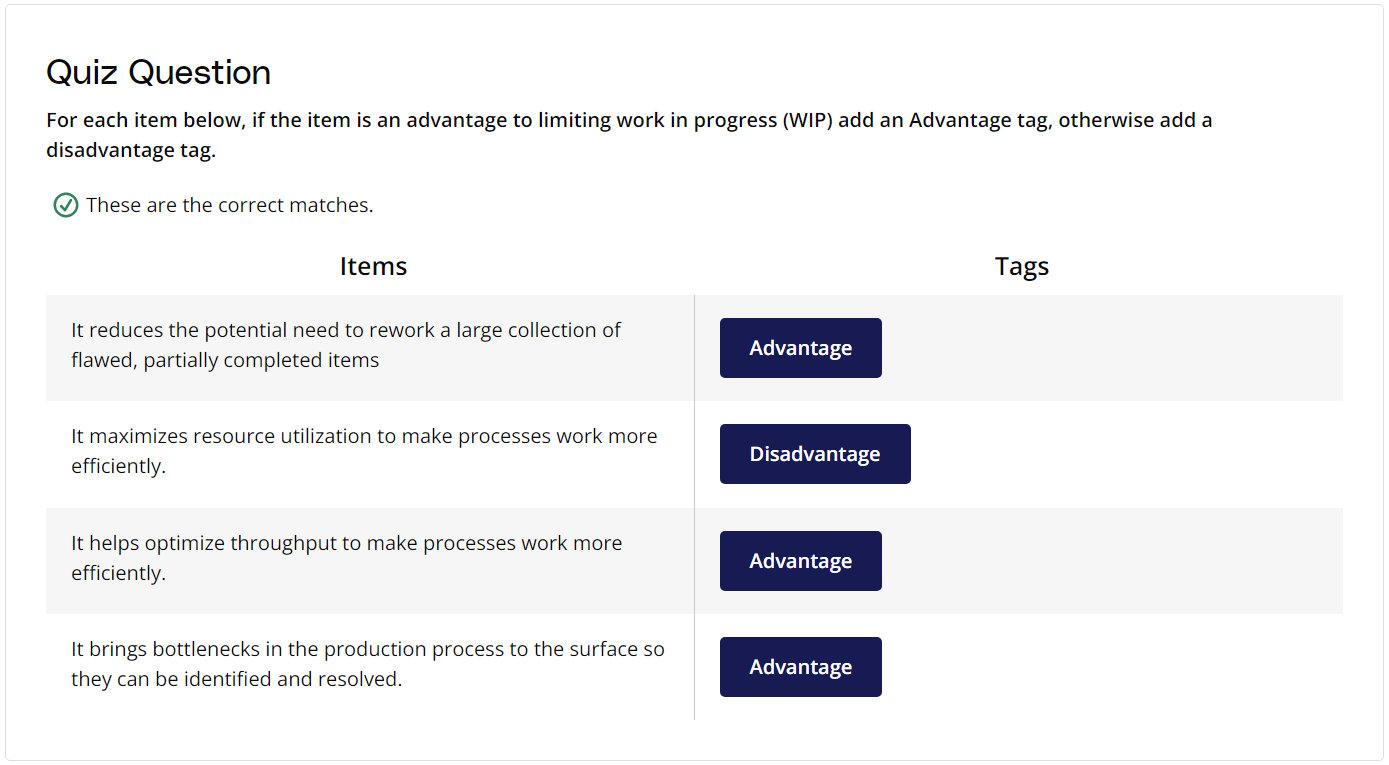 Quiz Question
For each item below, if the item is an advantage to limiting work in progress (WIP) add an Advantage tag, otherwise add a
disadvantage tag.
These are the correct matches.
Items
Tags
It reduces the potential need to rework a large collection of
flawed, partially completed items
Advantage
It maximizes resource utilization to make processes work more
efficiently.
Disadvantage
It helps optimize throughput to make processes work more
efficiently.
Advantage
It brings bottlenecks in the production process to the surface so
they can be identified and resolved.
Advantage